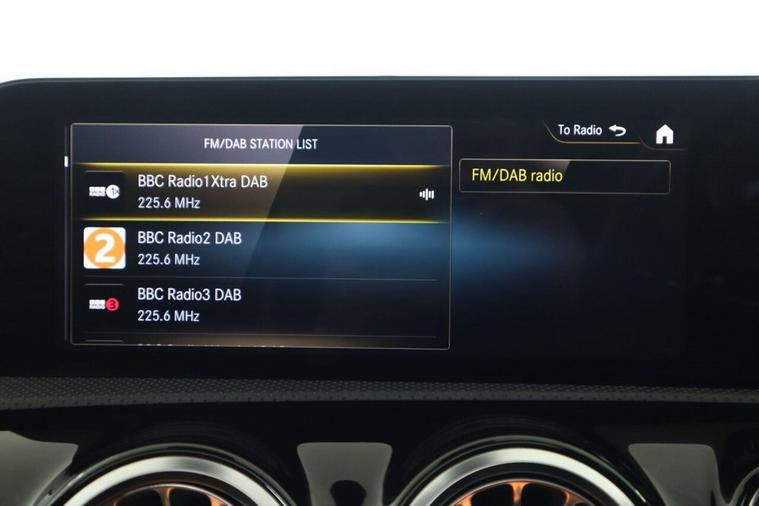 To Radio
FM/DAB STATION LIST
FM/DAB radio
BBC Radio1Xtra DAB
225.6 MHz
2
BBC Radio2 DAB
225.6 MHz
3
BBC Radio3 DAB
225.6 MHz